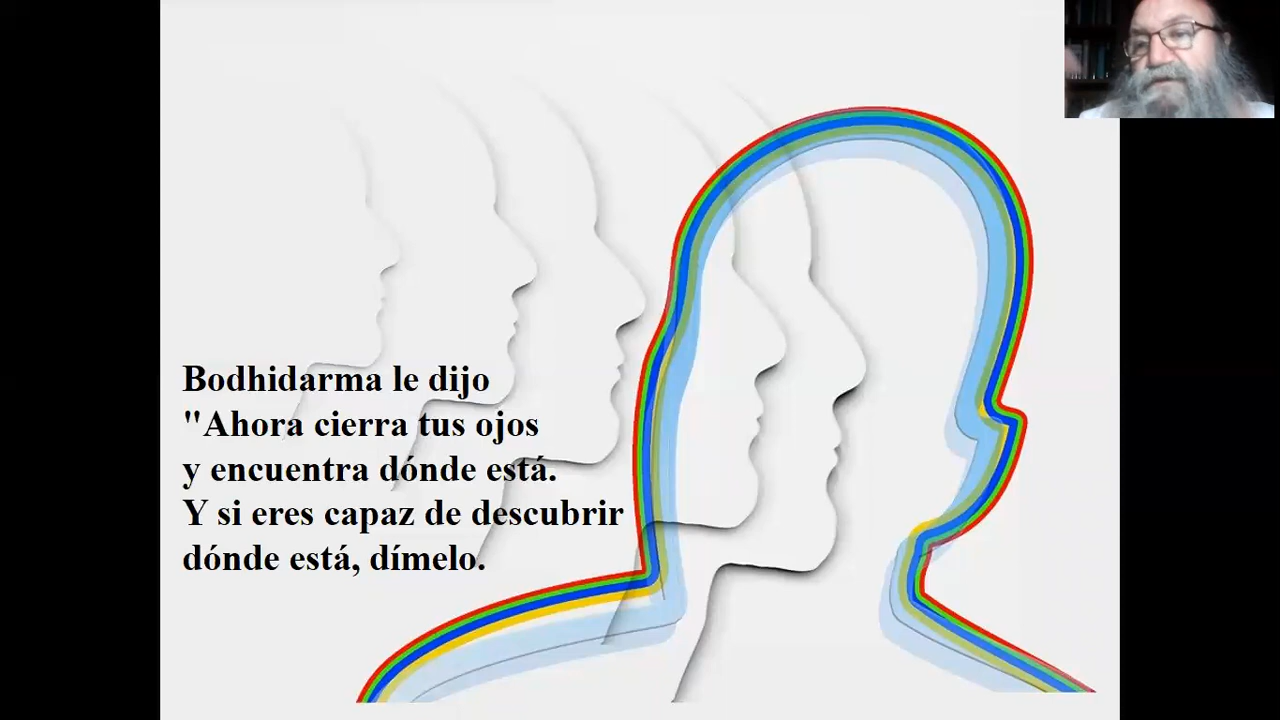 Bodhidarma le dijo
"Ahora cierra tus ojos
y encuentra dónde está.
Y si eres capaz de descubrir
dónde está, dímelo.